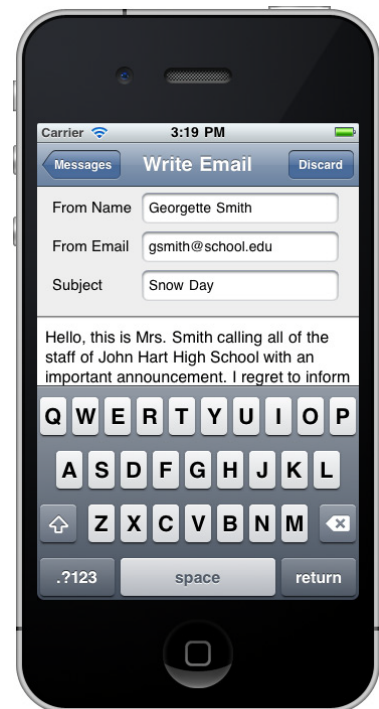 Carrier 3:19 PM
Messages Write Email Discard
From Name Georgette Smith
From Email gsmith@school.edu
Subject Snow Day
Hello, this is Mrs. Smith calling all of the
staff of John Hart High School with an
important announcement. I regret to inform
Q W E R T Y U I O P
A S D F G H J K L
Z X C V B N M
.?123 space return